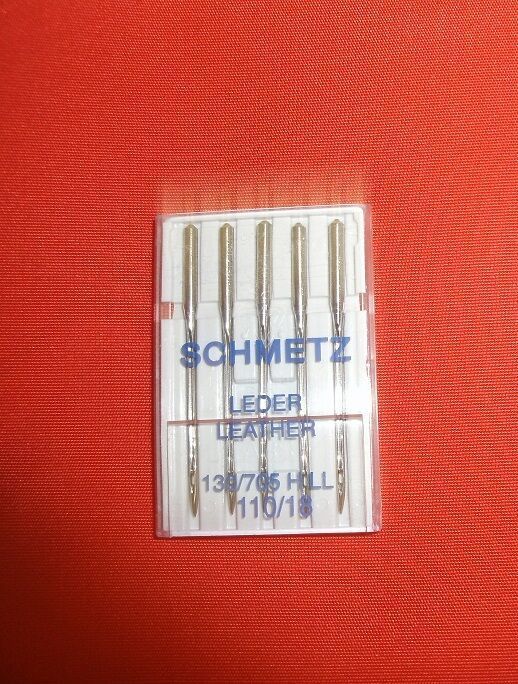 SCHMETZ
LEDER
LEATHER
130/705 H LL
110/18